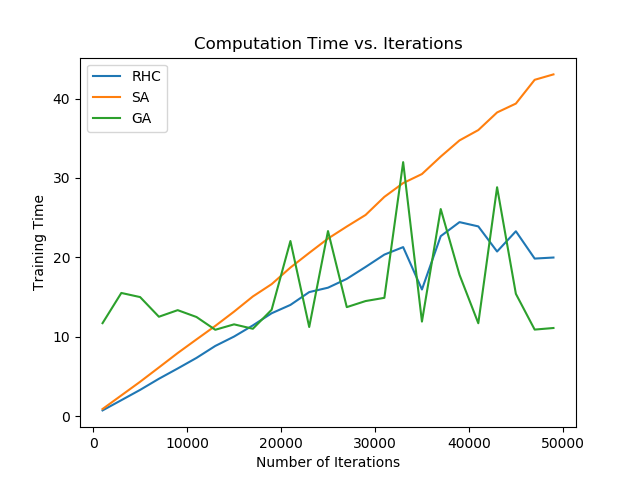 Computation Time vs. Iterations
RHC
SA
GA
40
30
20
10
0
Training Time
0 10000 20000 30000 40000 50000
Number of Iterations